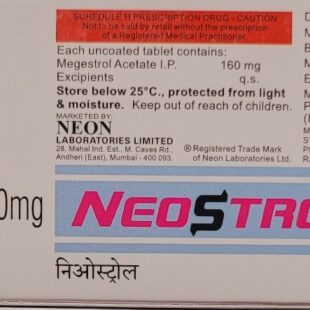 SCHEDULE H PRESCRIPTION DRUG - CAUTION
Not to be sold by retail without the prescription
of a Registered Medical Practitioner
Each uncoated tablet contains:
Megestrol Acetate I.P. 160 mg
Excipients q.s.
Store below 25°C., protected from light
& moisture. Keep out of reach of children.
MARKETED BY:
NEON
LABORATORIES LIMITED
28, Mahal Ind. Est., M. Caves Rd.,
Andheri (East), Mumbai - 400 093.
® Registered Trade Mark
of Neon Laboratories Ltd.
0mg
NEOSTRO
निओस्ट्रोल